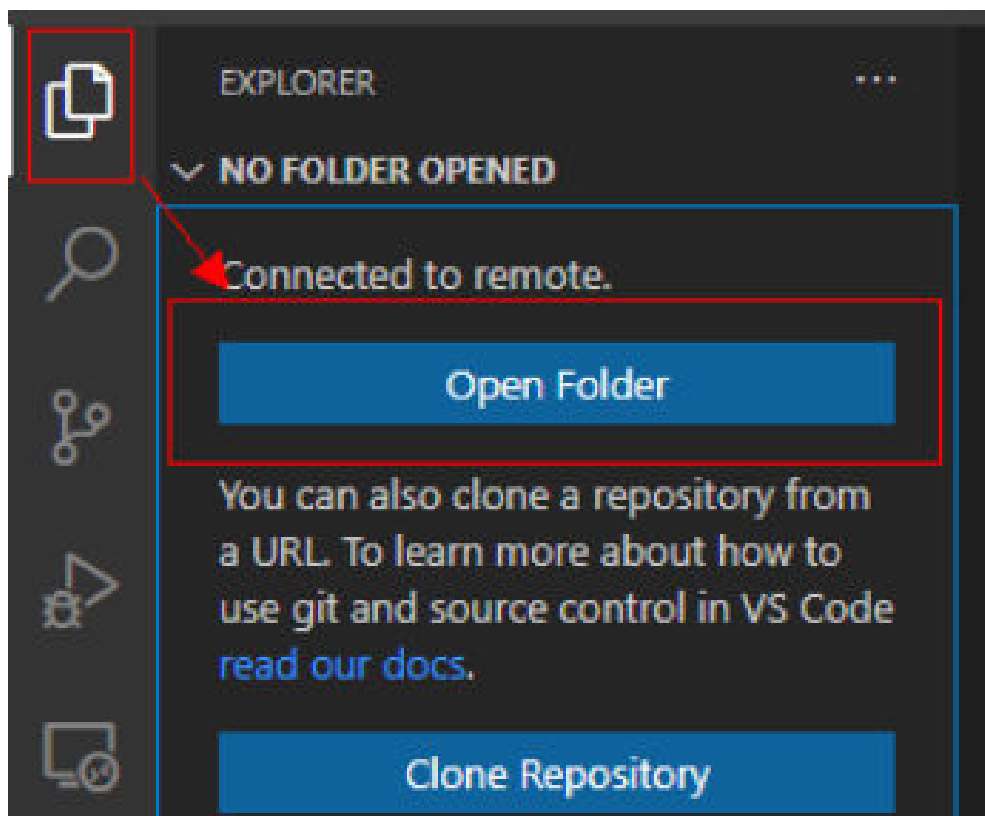 EXPLORER
NO FOLDER OPENED
Connected to remote.
Open Folder
You can also clone a repository from
a URL. To learn more about how to
use git and source control in VS Code
read our docs.
Clone Repository